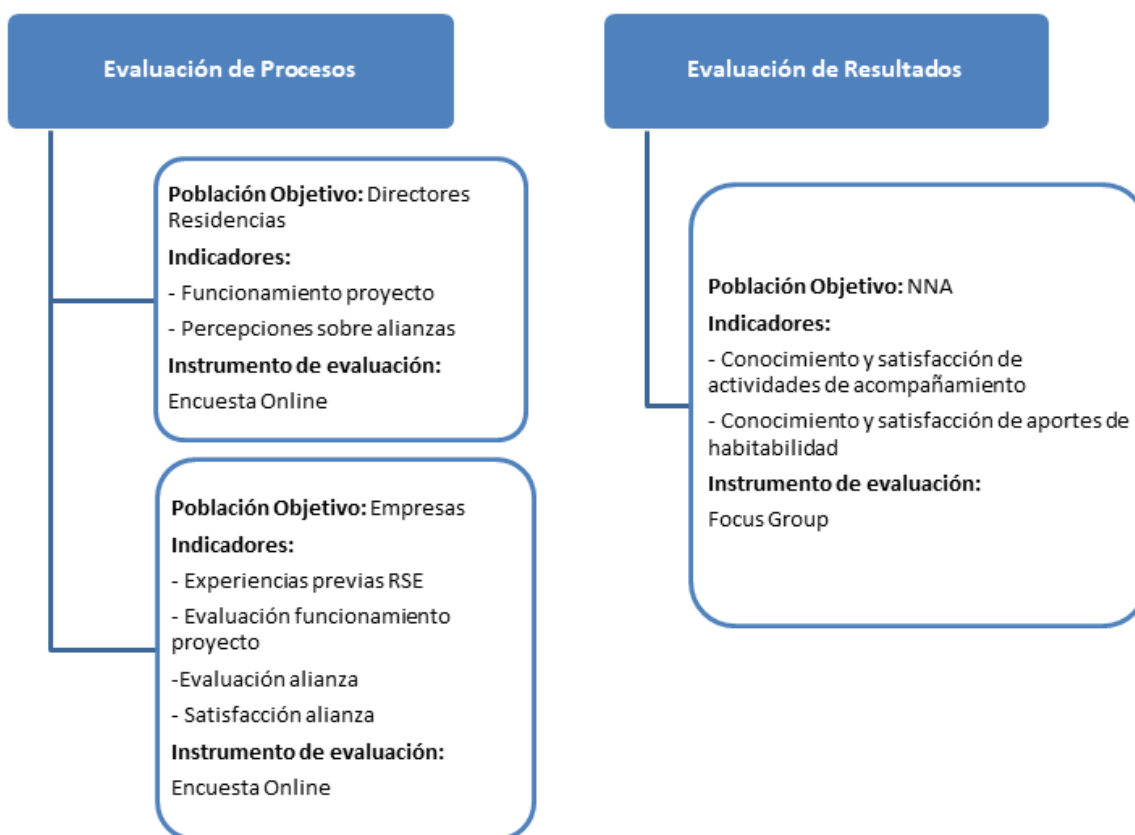 Evaluación de Procesos
Población Objetivo: Directores
Residencias
Indicadores:
- Funcionamiento proyecto
- Percepciones sobre alianzas
Instrumento de evaluación:
Encuesta Online
Población Objetivo: Empresas
Indicadores:
- Experiencias previas RSE
- Evaluación funcionamiento
proyecto
-Evaluación alianza
- Satisfacción alianza
Instrumento de evaluación:
Encuesta Online
Evaluación de Resultados
Población Objetivo: NNA
Indicadores:
- Conocimiento y satisfacción de
actividades de acompañamiento
- Conocimiento y satisfacción de aportes de
habitabilidad
Instrumento de evaluación:
Focus Group